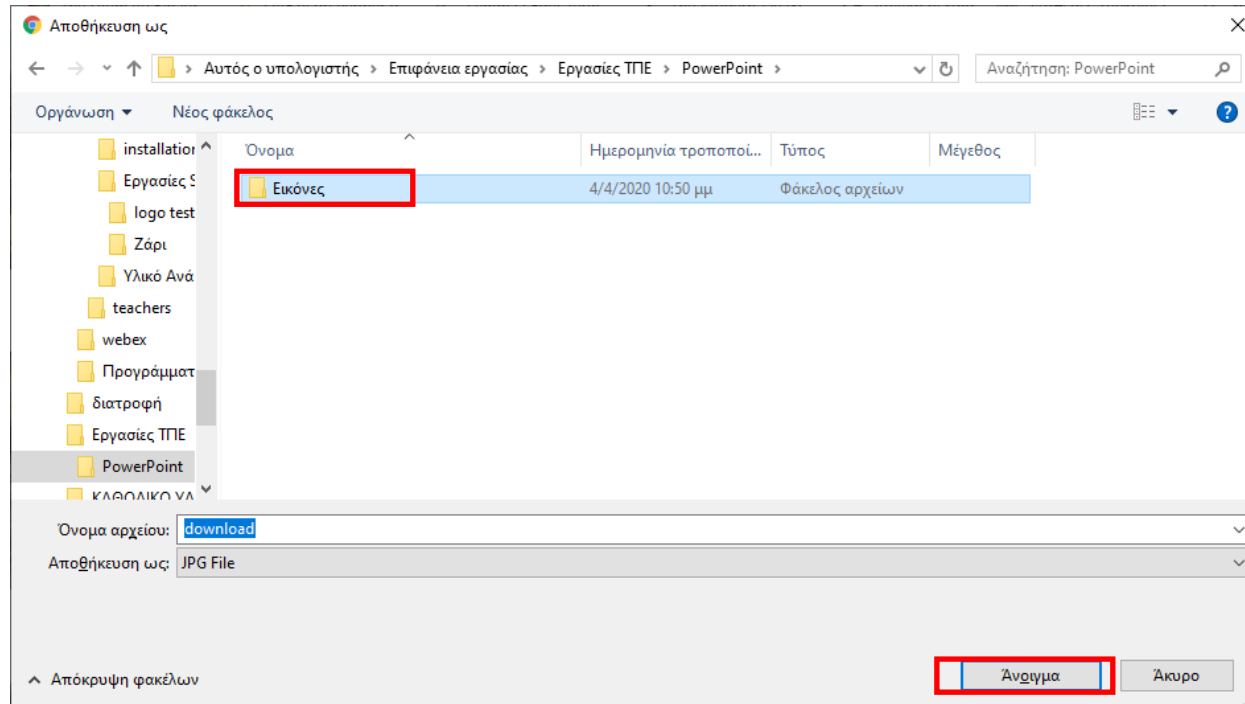 Αποθήκευση ως
Αυτός ο υπολογιστής › Επιφάνεια εργασίας › Εργασίες ΤΠΕ › PowerPoint ›
Αναζήτηση: PowerPoint
Οργάνωση Νέος φάκελος
Όνομα Ημερομηνία τροποποί... Τύπος Μέγεθος
Εικόνες 4/4/2020 10:50 μμ Φάκελος αρχείων
installation
Εργασίες S
logo test
Ζάρι
Υλικό Ανά
teachers
webex
Προγράμματ
διατροφή
Εργασίες ΤΠΕ
PowerPoint
Όνομα αρχείου: download
Αποθήκευση ως: JPG File
Απόκρυψη φακέλων
Άνοιγμα Άκυρο